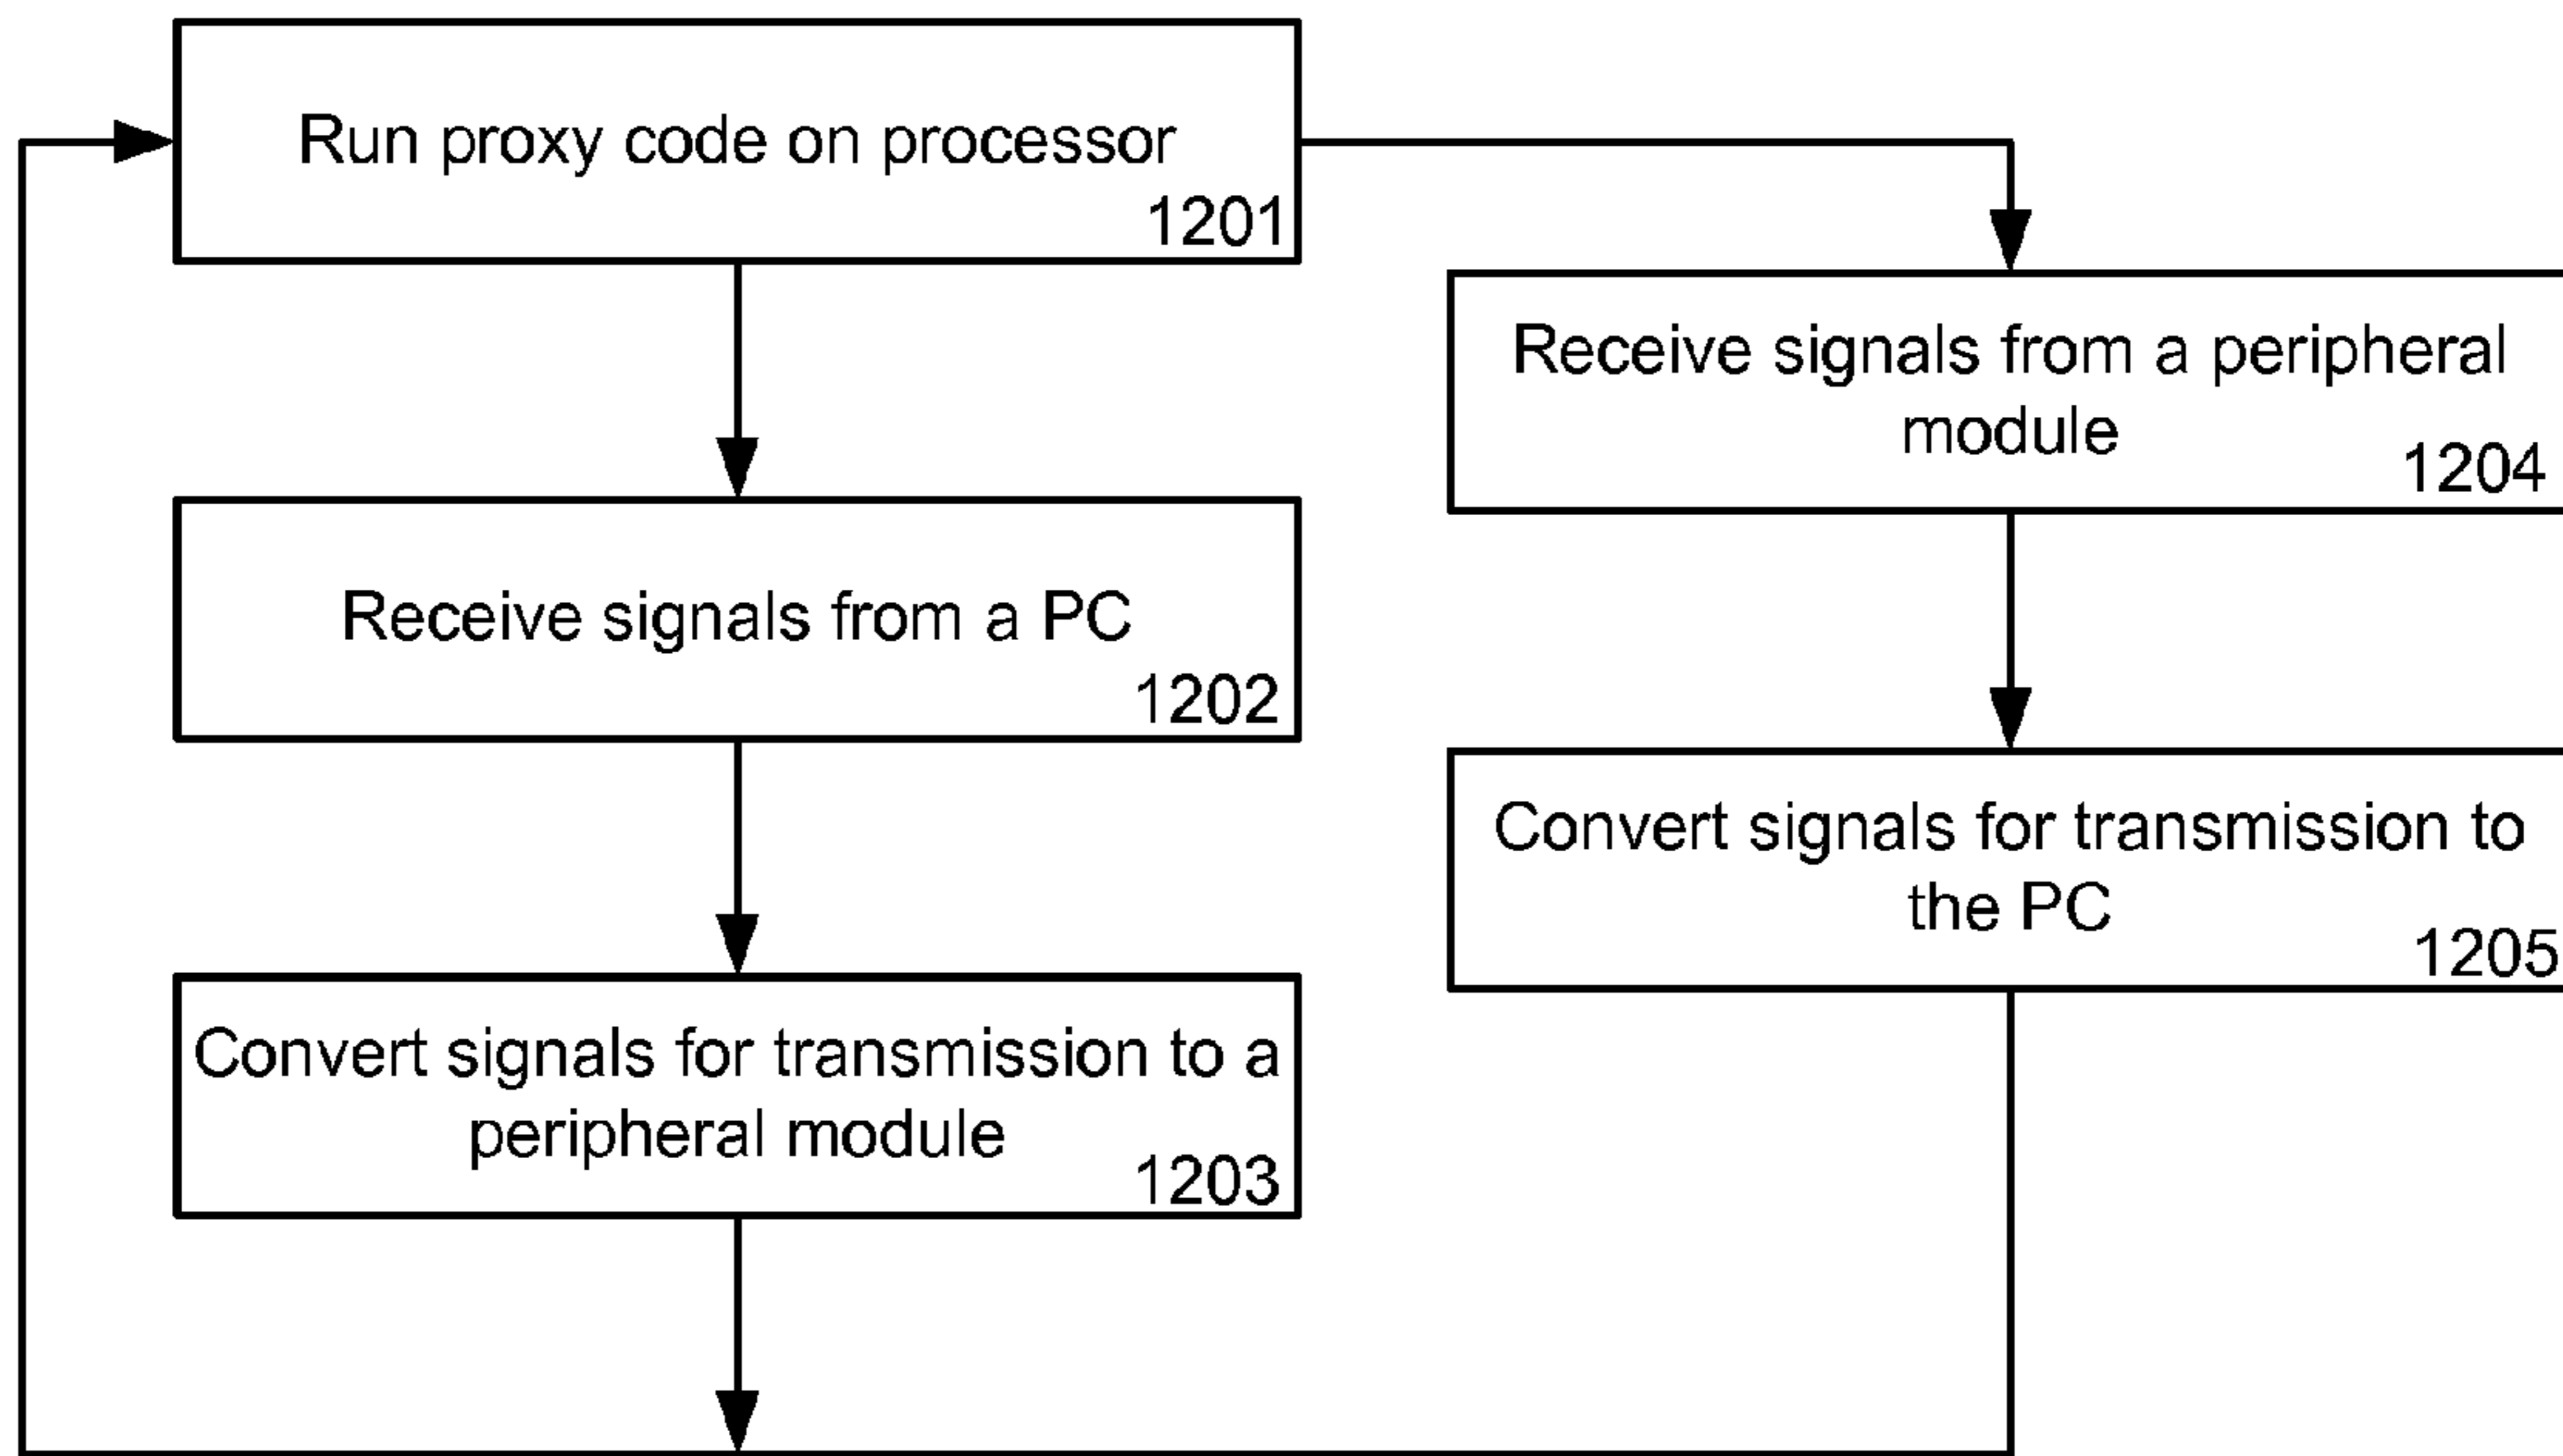 Run proxy code on processor
1201
Receive signals from a PC
1202
Convert signals for transmission to a
peripheral module
1203
Receive signals from a peripheral
module
1204
Convert signals for transmission to
the PC
1205